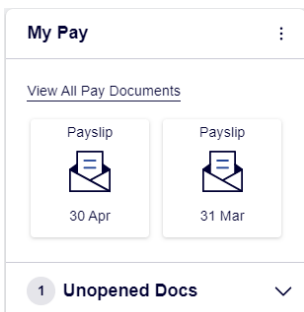 My Pay
View All Pay Documents
Payslip
30 Apr
Payslip
31 Mar
1 Unopened Docs